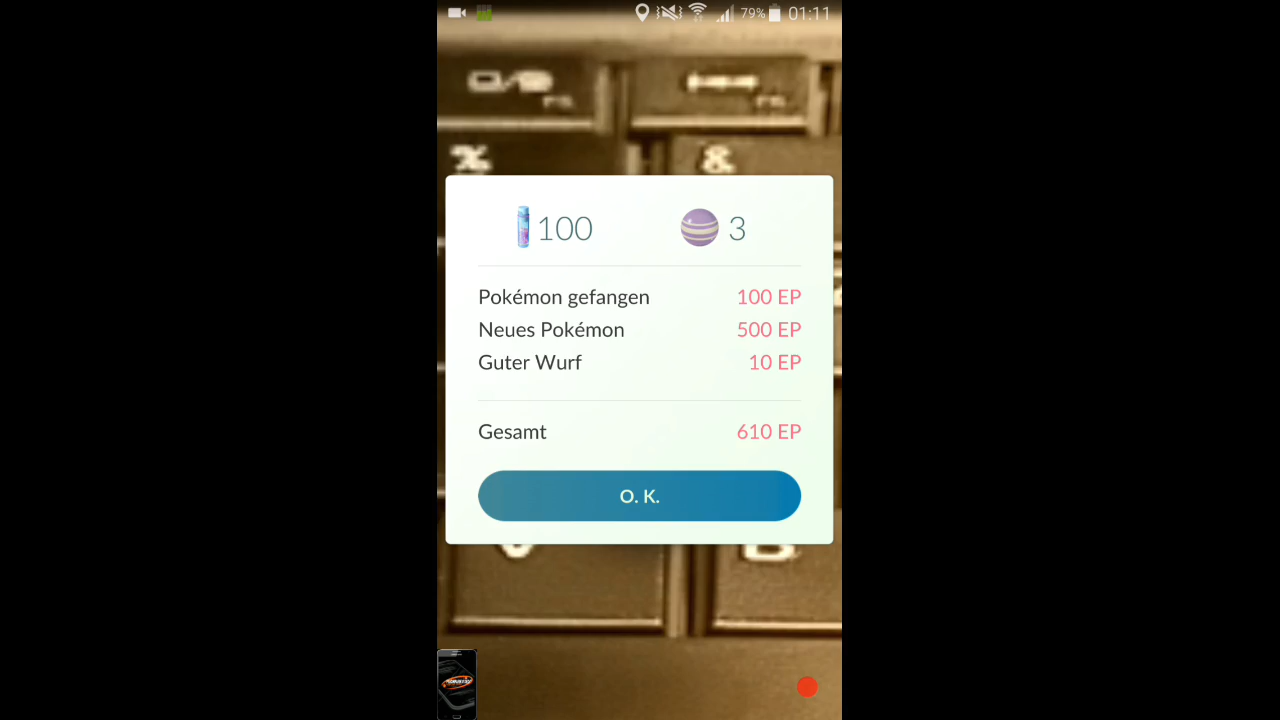 79% 01:11
% &
100 3
Pokémon gefangen 100 EP
Neues Pokémon 500 EP
Guter Wurf 10 EP
Gesamt 610 EP
O. K.